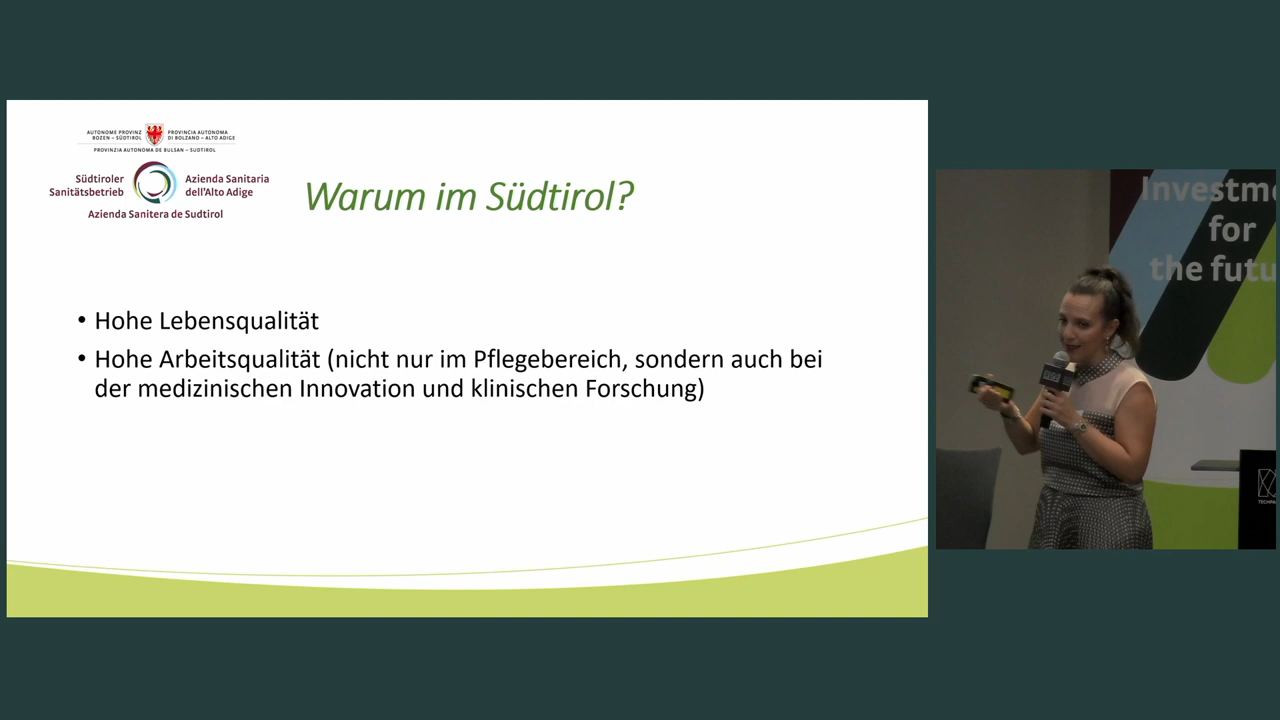 AUTONOME PROVINZ
BOZEN – SÜDTIROL
PROVINCIA AUTONOMA
DI BOLZANO – ALTO ADIGE
PROVINZIA AUTONOMA DE BULSAN – SÜDTIROL
Südtiroler
Sanitätsbetrieb
Azienda Sanitaria
dell'Alto Adige
Azienda Sanitera de Sudtirol
Warum im Südtirol?
• Hohe Lebensqualität
• Hohe Arbeitsqualität (nicht nur im Pflegebereich, sondern auch bei
der medizinischen Innovation und klinischen Forschung)
Investme
for
the futu
TECHPA